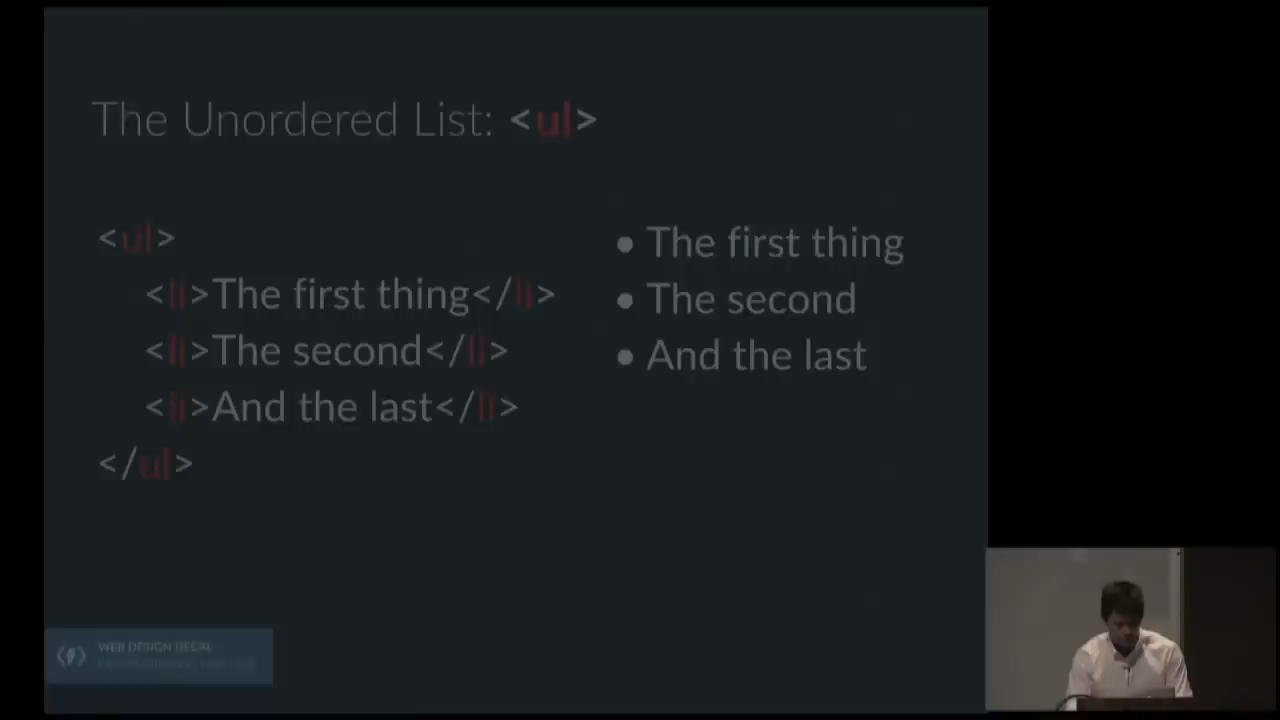 The Unordered List: <ul>
<ul>
<li>The first thing</li>
<li>The second</li>
<li>And the last</li>
</ul>
• The first thing
• The second
• And the last
WEB DESIGN DECAL